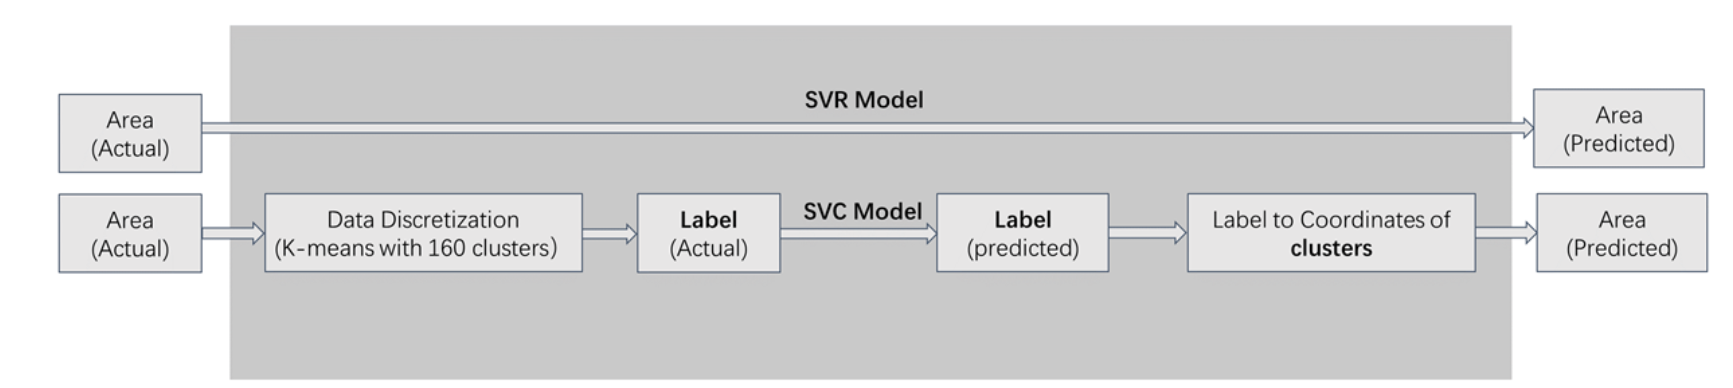 SVR Model
Area
(Actual)
Area
(Predicted)
Area
(Actual)
Data Discretization
(K-means with 160 clusters)
Label
(Actual)
SVC Model
Label
(predicted)
Label to Coordinates of
clusters
Area
(Predicted)